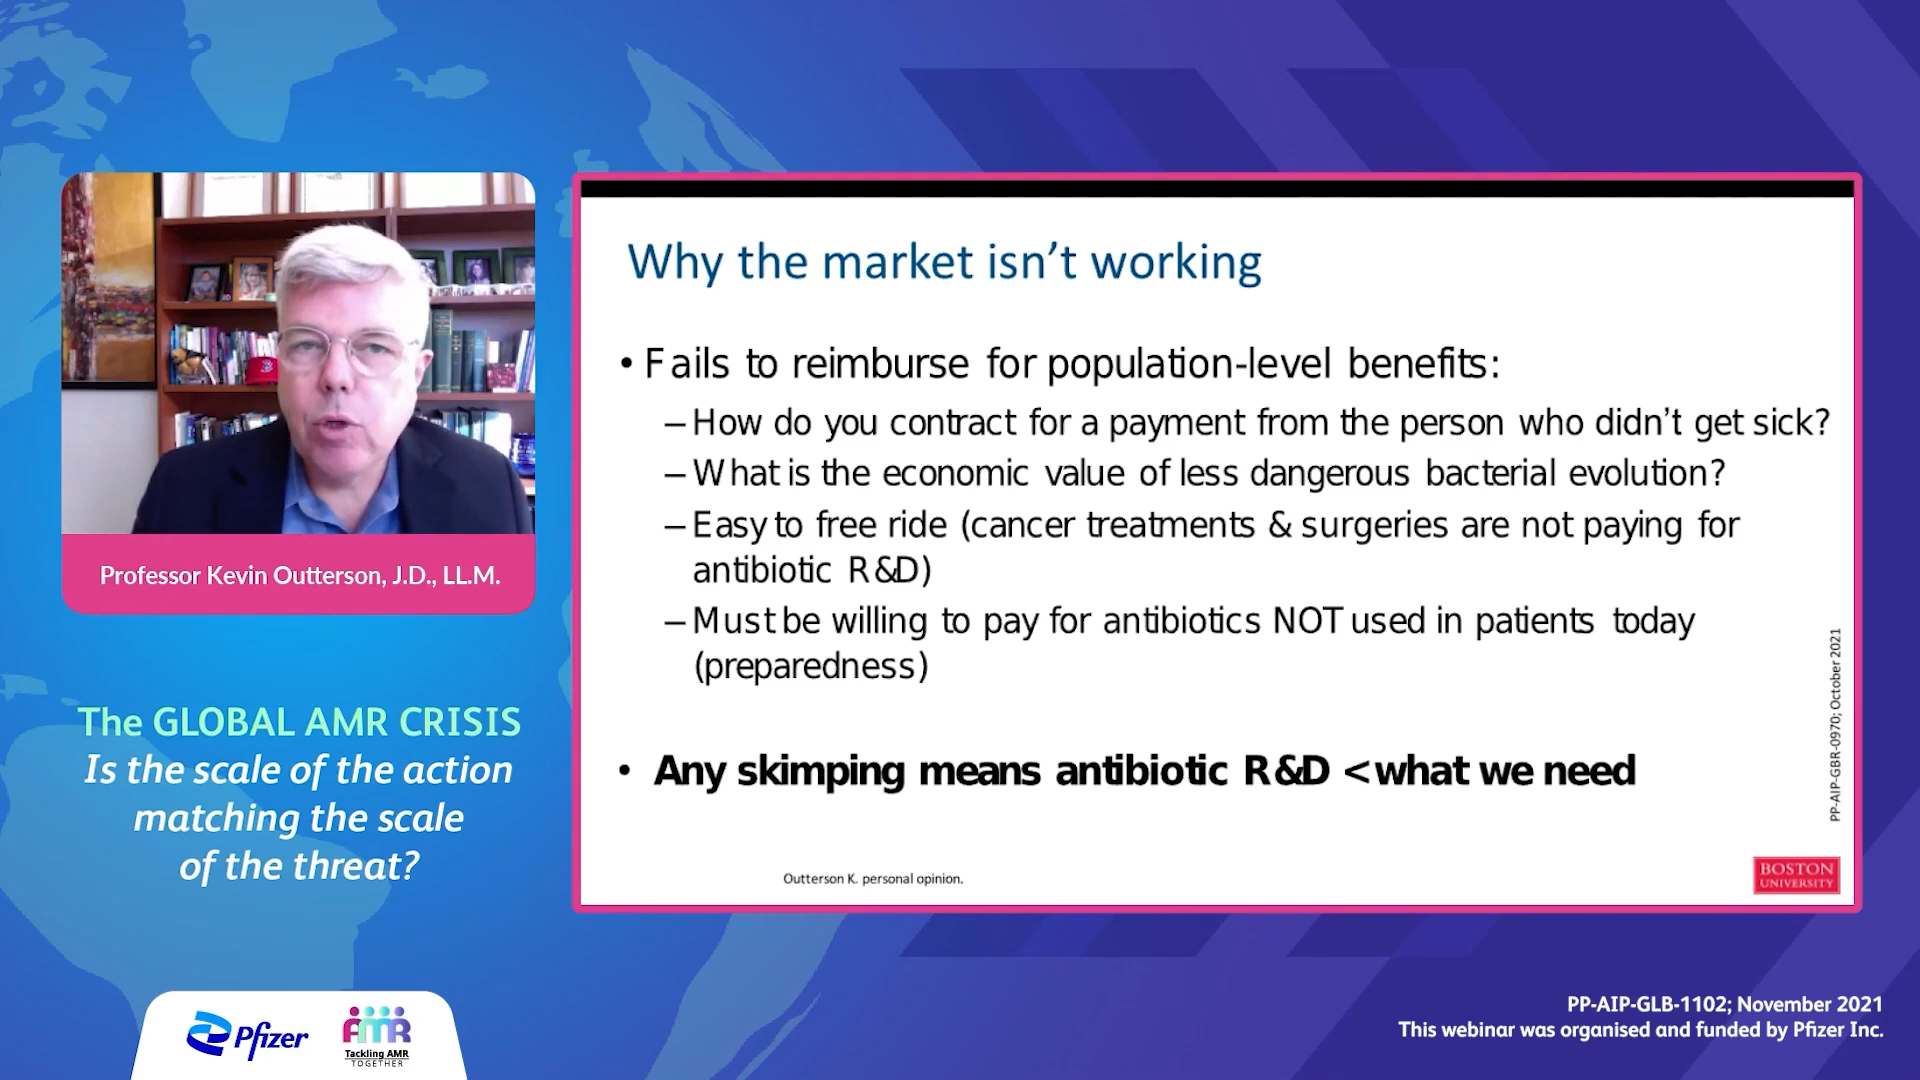 Professor Kevin Outterson, J.D., LL.M.
The GLOBAL AMR CRISIS
Is the scale of the action
matching the scale
of the threat?
Pfizer
AMR
Tackling AMR
TOGETHER
Why the market isn't working
• Fails to reimburse for population-level benefits:
– How do you contract for a payment from the person who didn't get sick?
– What is the economic value of less dangerous bacterial evolution?
– Easy to free ride (cancer treatments & surgeries are not paying for
antibiotic R&D)
– Must be willing to pay for antibiotics NOT used in patients today
(preparedness)
• Any skimping means antibiotic R&D < what we need
Outterson K. personal opinion.
PP-AIP-GBR-0970; October 2021
BOSTON
UNIVERSITY
PP-AIP-GLB-1102; November 2021
This webinar was organised and funded by Pfizer Inc.